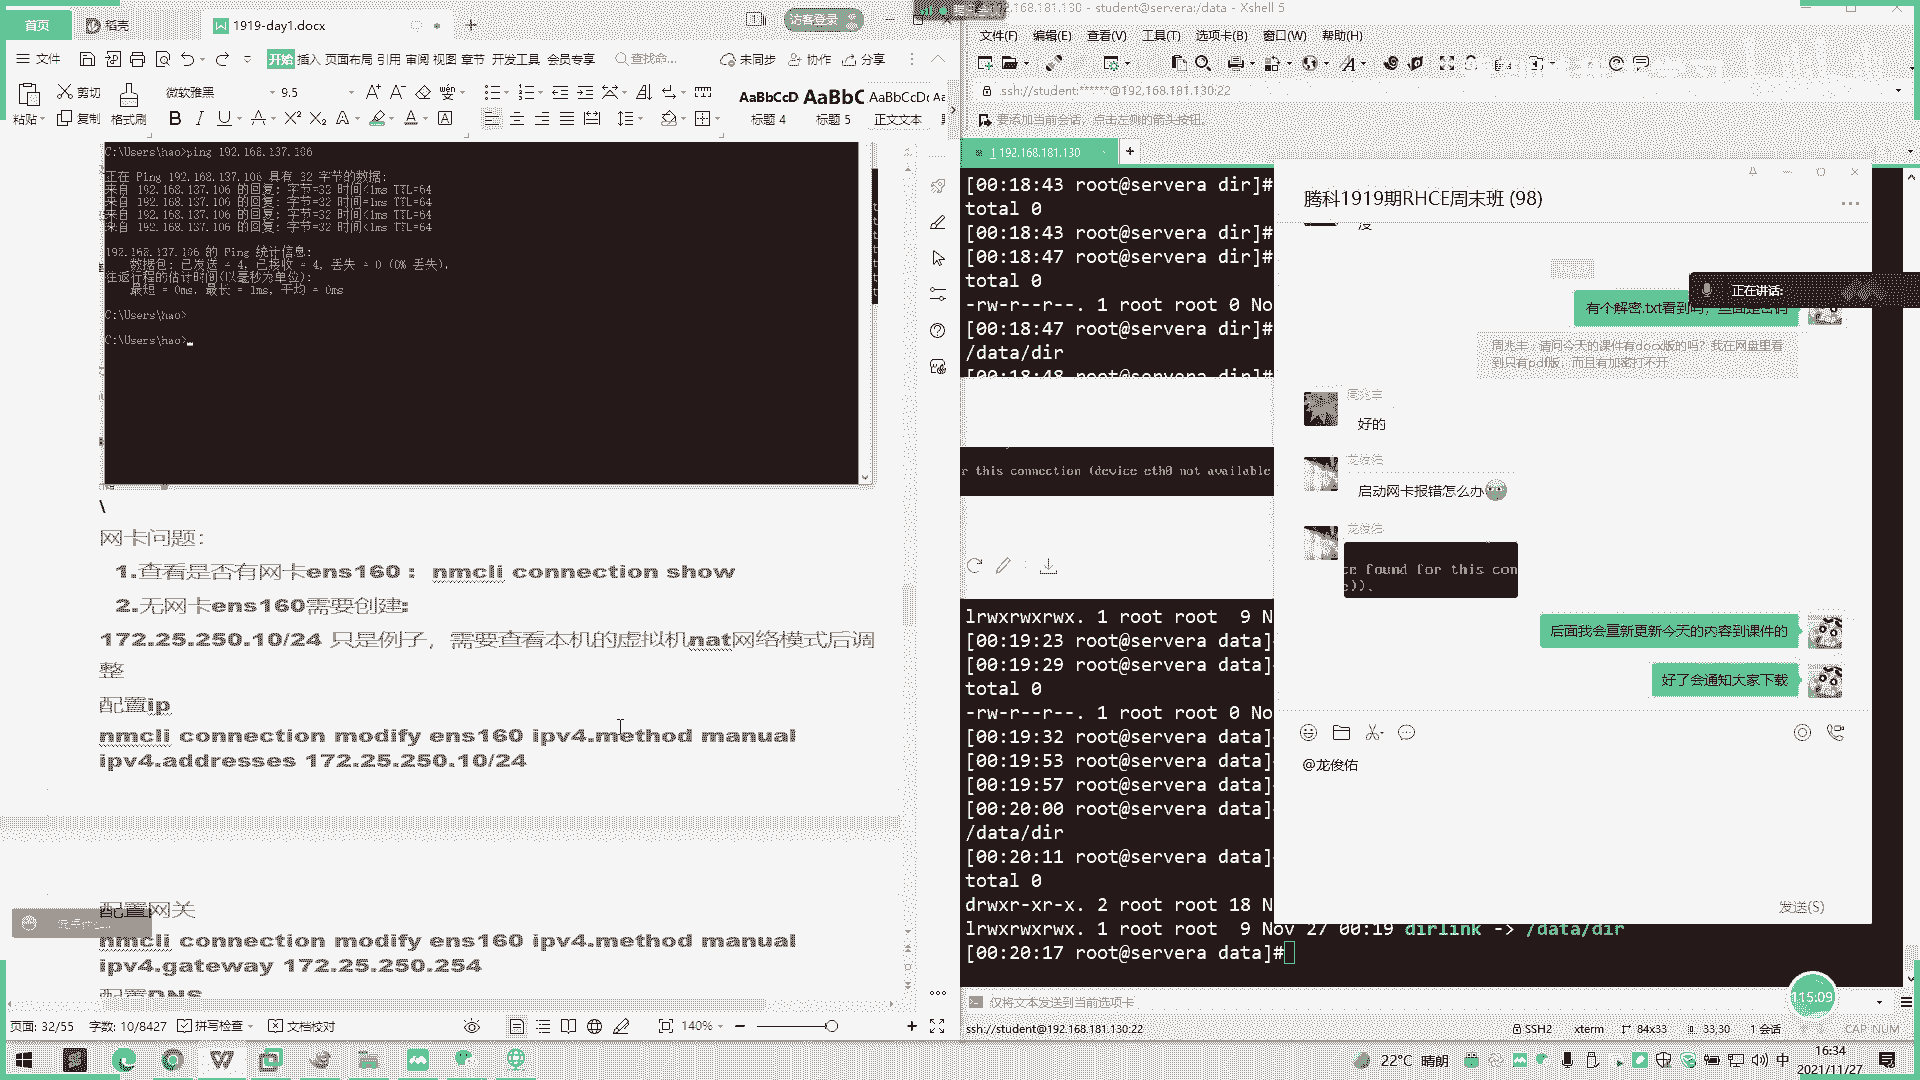 首页
稻壳
1919-day1.docx
访客登录
文件
开始 插入 页面布局 引用 审阅 视图 章节 开发工具 会员专享
查找命...
未同步 协作 分享
粘贴
剪切
复制
格式刷
微软雅黑
9.5
AaBbCcD AaBbC AaBbCcD
标题 4 标题 5 正文文本
C:\Users\hao>ping 192.168.137.106
正在 Ping 192.168.137.106 具有 32 字节的数据:
来自 192.168.137.106 的回复: 字节=32 时间<1ms TTL=64
来自 192.168.137.106 的回复: 字节=32 时间=1ms TTL=64
来自 192.168.137.106 的回复: 字节=32 时间<1ms TTL=64
来自 192.168.137.106 的回复: 字节=32 时间<1ms TTL=64
192.168.137.106 的 Ping 统计信息:
数据包: 已发送 = 4, 已接收 = 4, 丢失 = 0 (0% 丢失),
往返行程的估计时间(以毫秒为单位):
最短 = 0ms, 最长 = 1ms, 平均 = 0ms
C:\Users\hao>
C:\Users\hao>
\
网卡问题:
1.查看是否有网卡ens160： nmcli connection show
2.无网卡ens160需要创建:
172.25.250.10/24 只是例子，需要查看本机的虚拟机nat网络模式后调
整
配置ip
nmcli connection modify ens160 ipv4.method manual
ipv4.addresses 172.25.250.10/24
配置网关
nmcli connection modify ens160 ipv4.method manual
ipv4.gateway 172.25.250.254
配置DNS
页面: 32/55 字数: 10/8427 拼写检查 文档校对
140%
192.168.181.130 - student@servera:/data - Xshell 5
文件(F) 编辑(E) 查看(V) 工具(T) 选项卡(B) 窗口(W) 帮助(H)
ssh://student:******@192.168.181.130:22
要添加当前会话，点击左侧的箭头按钮。
1 192.168.181.130
[00:18:43 root@servera dir]#
total 0
[00:18:43 root@servera dir]#
[00:18:47 root@servera dir]#
total 0
-rw-r--r--. 1 root root 0 No
[00:18:47 root@servera dir]#
/data/dir
[00:18:48 root@servera dir]#
r this connection (device eth0 not available
lrwxrwxrwx. 1 root root 9 N
[00:19:23 root@servera data]
[00:19:29 root@servera data]
total 0
-rw-r--r--. 1 root root 0 No
[00:19:32 root@servera data]
[00:19:53 root@servera data]
[00:19:57 root@servera data]
[00:20:00 root@servera data]
/data/dir
[00:20:11 root@servera data]
total 0
drwxr-xr-x. 2 root root 18 N
lrwxrwxrwx. 1 root root 9 Nov 27 00:19 dirlink -> /data/dir
[00:20:17 root@servera data]#
仅将文本发送到当前选项卡
ssh://student@192.168.181.130:22
SSH2 xterm 84x33 33,30 1 会话 CAP NUM
腾科1919期RHCE周末班 (98)
没
正在讲话:
有个解密.txt看到吗，里面是密码
周兆丰：请问今天的课件有docx版的吗？我在网盘里看
到只有pdf版，而且有加密打不开
周兆丰
好的
龙俊佑
启动网卡报错怎么办
龙俊佑
ce found for this con
e)).
后面我会重新更新今天的内容到课件的
好了会通知大家下载
@龙俊佑
发送(S)
115:09
22°C 晴朗
中
16:34
2021/11/27